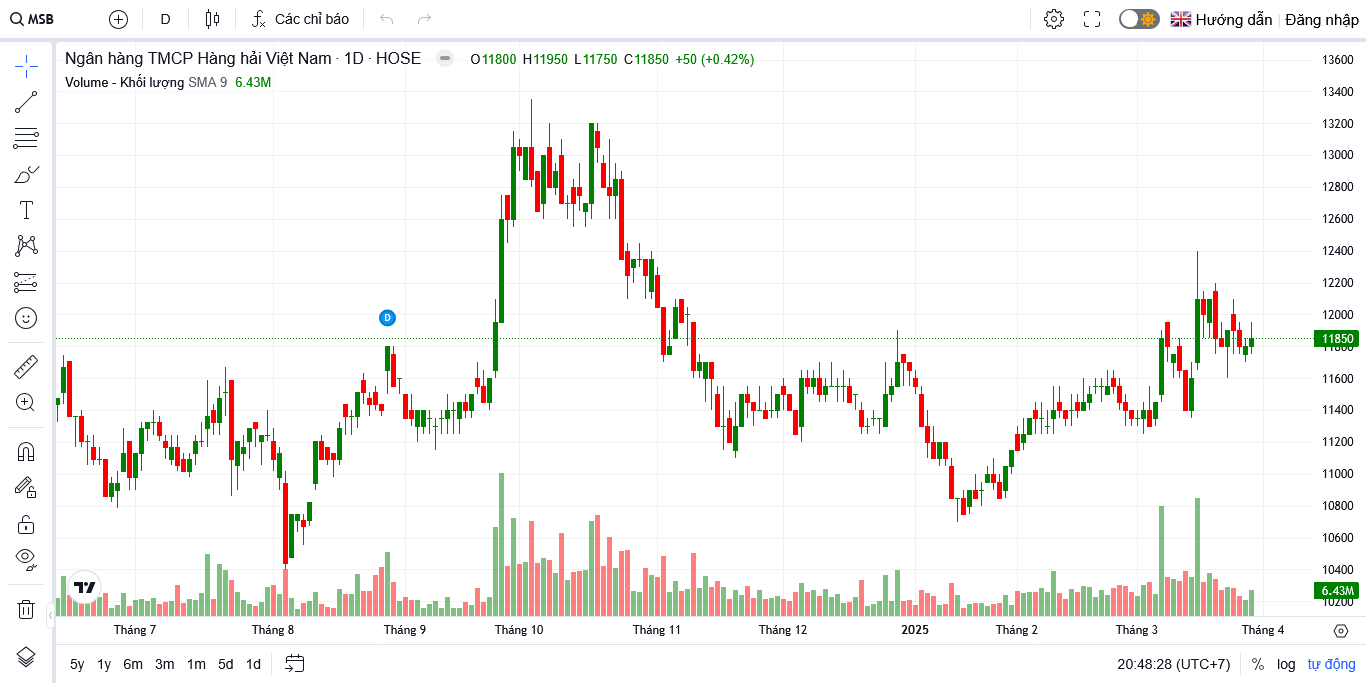 MSB D Các chỉ báo Hướng dẫn Đăng nhập
Ngân hàng TMCP Hàng hải Việt Nam · 1D · HOSE O11800 H11950 L11750 C11850 +50 (+0.42%)
Volume - Khối lượng SMA 9 6.43M
13600
13400
13200
13000
12800
12600
12400
12200
12000
11850
11800
11600
11400
11200
11000
10800
10600
10400
6.43M
10200
D
Tháng 7 Tháng 8 Tháng 9 Tháng 10 Tháng 11 Tháng 12 2025 Tháng 2 Tháng 3 Tháng 4
5y 1y 6m 3m 1m 5d 1d 20:48:28 (UTC+7) % log tự động